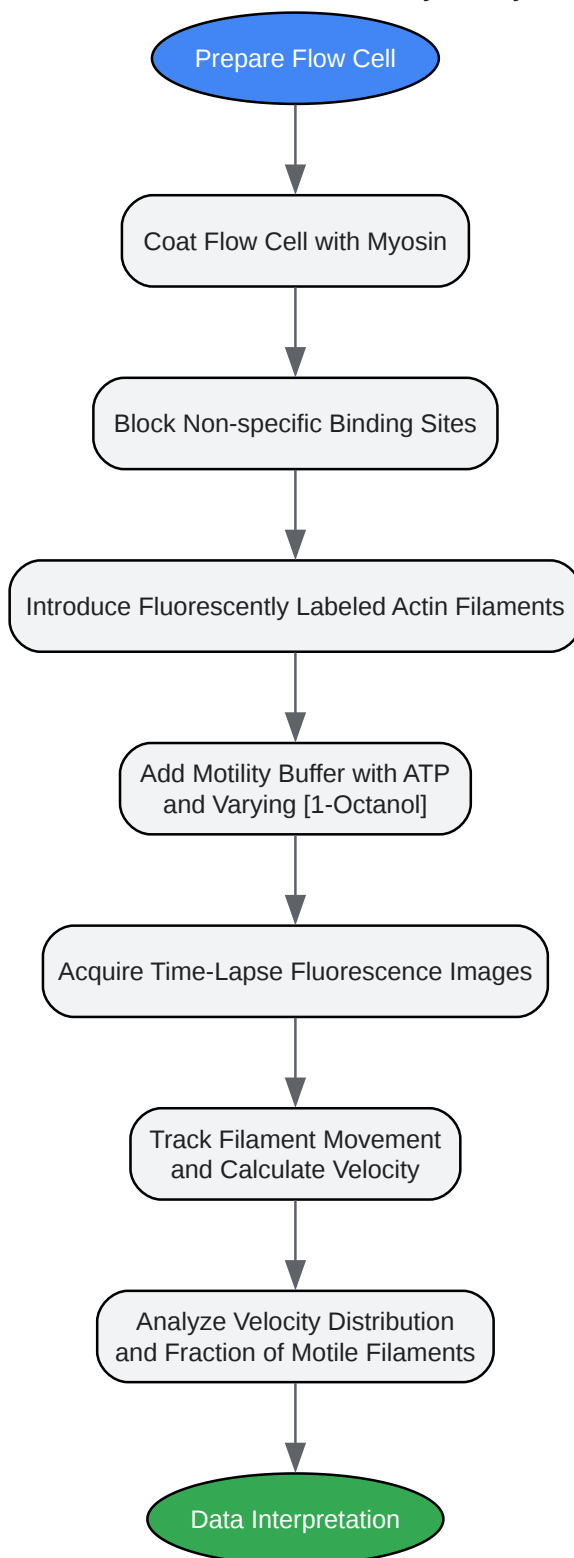 Prepare Flow Cell
Coat Flow Cell with Myosin
Block Non-specific Binding Sites
Introduce Fluorescently Labeled Actin Filaments
Add Motility Buffer with ATP
and Varying [1-Octanol]
Acquire Time-Lapse Fluorescence Images
Track Filament Movement
and Calculate Velocity
Analyze Velocity Distribution
and Fraction of Motile Filaments
Data Interpretation